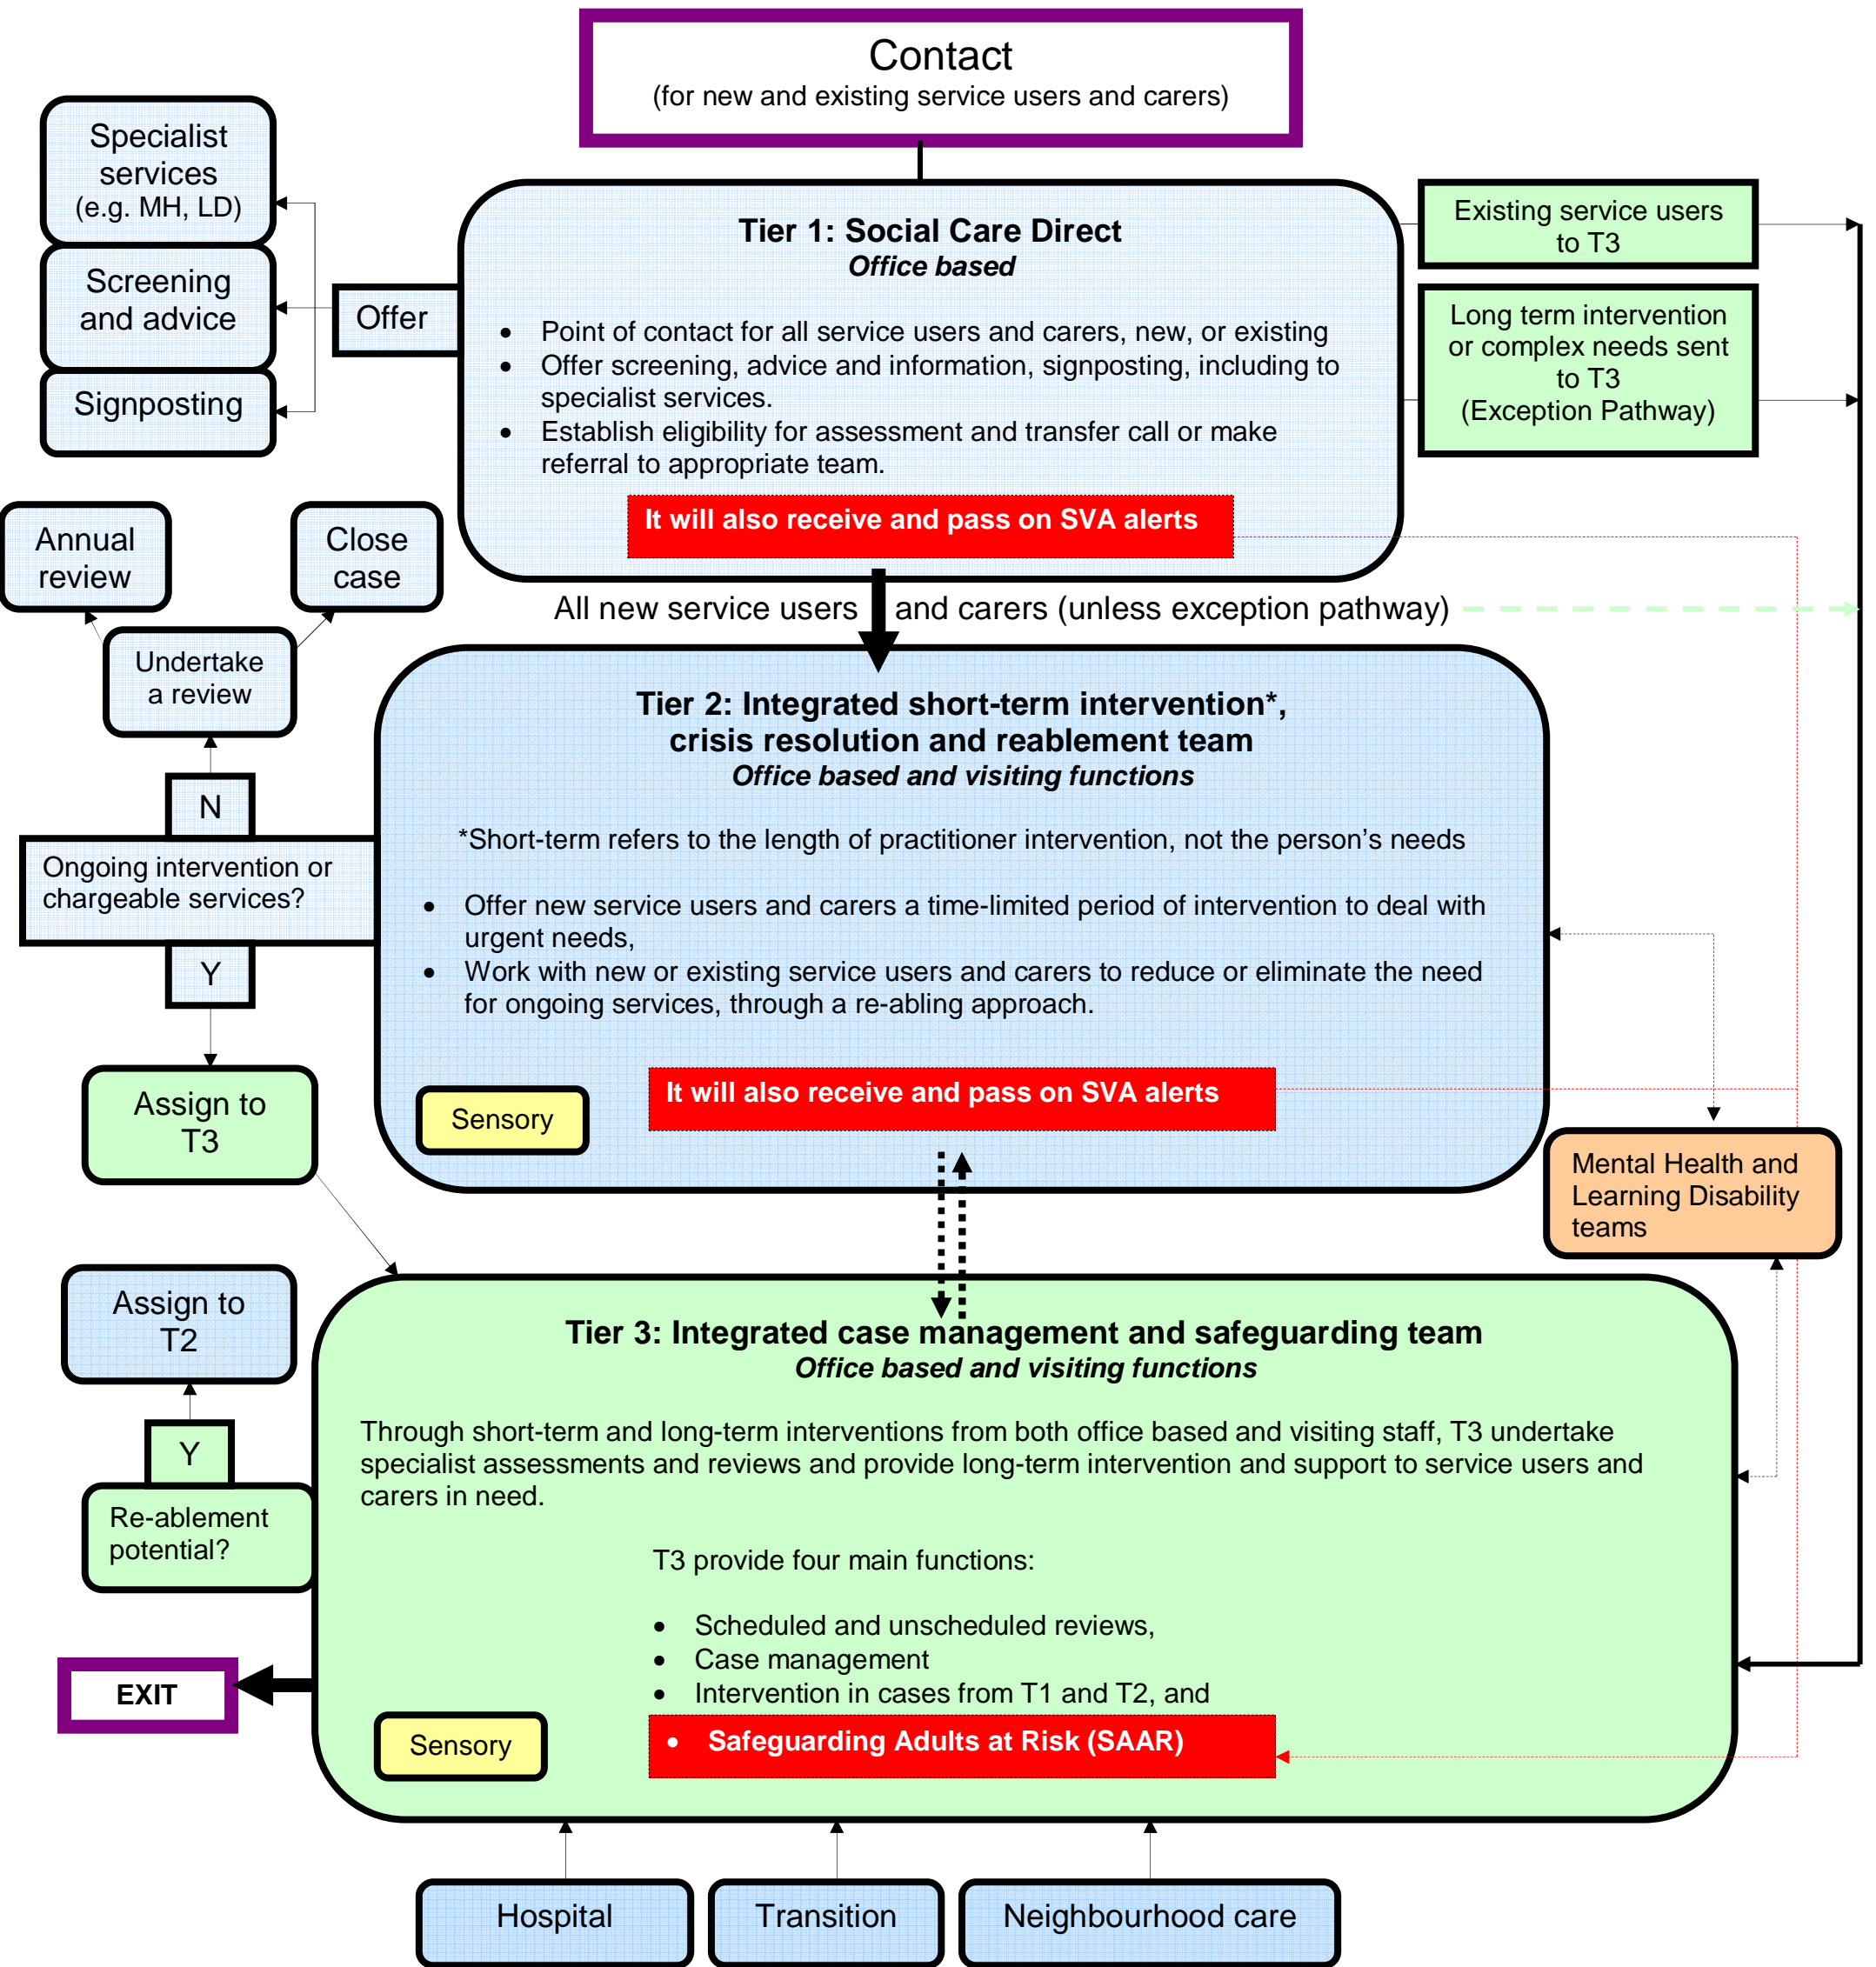 Contact
(for new and existing service users and carers)
Specialist
services
(e.g. MH, LD)
Screening
and advice
Signposting
Offer
Tier 1: Social Care Direct
Office based
• Point of contact for all service users and carers, new, or existing
• Offer screening, advice and information, signposting, including to
specialist services.
• Establish eligibility for assessment and transfer call or make
referral to appropriate team.
It will also receive and pass on SVA alerts
Existing service users
to T3
Long term intervention
or complex needs sent
to T3
(Exception Pathway)
All new service users and carers (unless exception pathway)
Annual
review
Close
case
Undertake
a review
N
Ongoing intervention or
chargeable services?
Y
Assign to
T3
Tier 2: Integrated short-term intervention*,
crisis resolution and reablement team
Office based and visiting functions
*Short-term refers to the length of practitioner intervention, not the person’s needs
• Offer new service users and carers a time-limited period of intervention to deal with
urgent needs,
• Work with new or existing service users and carers to reduce or eliminate the need
for ongoing services, through a re-abling approach.
It will also receive and pass on SVA alerts
Sensory
Mental Health and
Learning Disability
teams
Assign to
T2
Y
Re-ablement
potential?
EXIT
Tier 3: Integrated case management and safeguarding team
Office based and visiting functions
Through short-term and long-term interventions from both office based and visiting staff, T3 undertake
specialist assessments and reviews and provide long-term intervention and support to service users and
carers in need.
T3 provide four main functions:
• Scheduled and unscheduled reviews,
• Case management
• Intervention in cases from T1 and T2, and
• Safeguarding Adults at Risk (SAAR)
Sensory
Hospital
Transition
Neighbourhood care